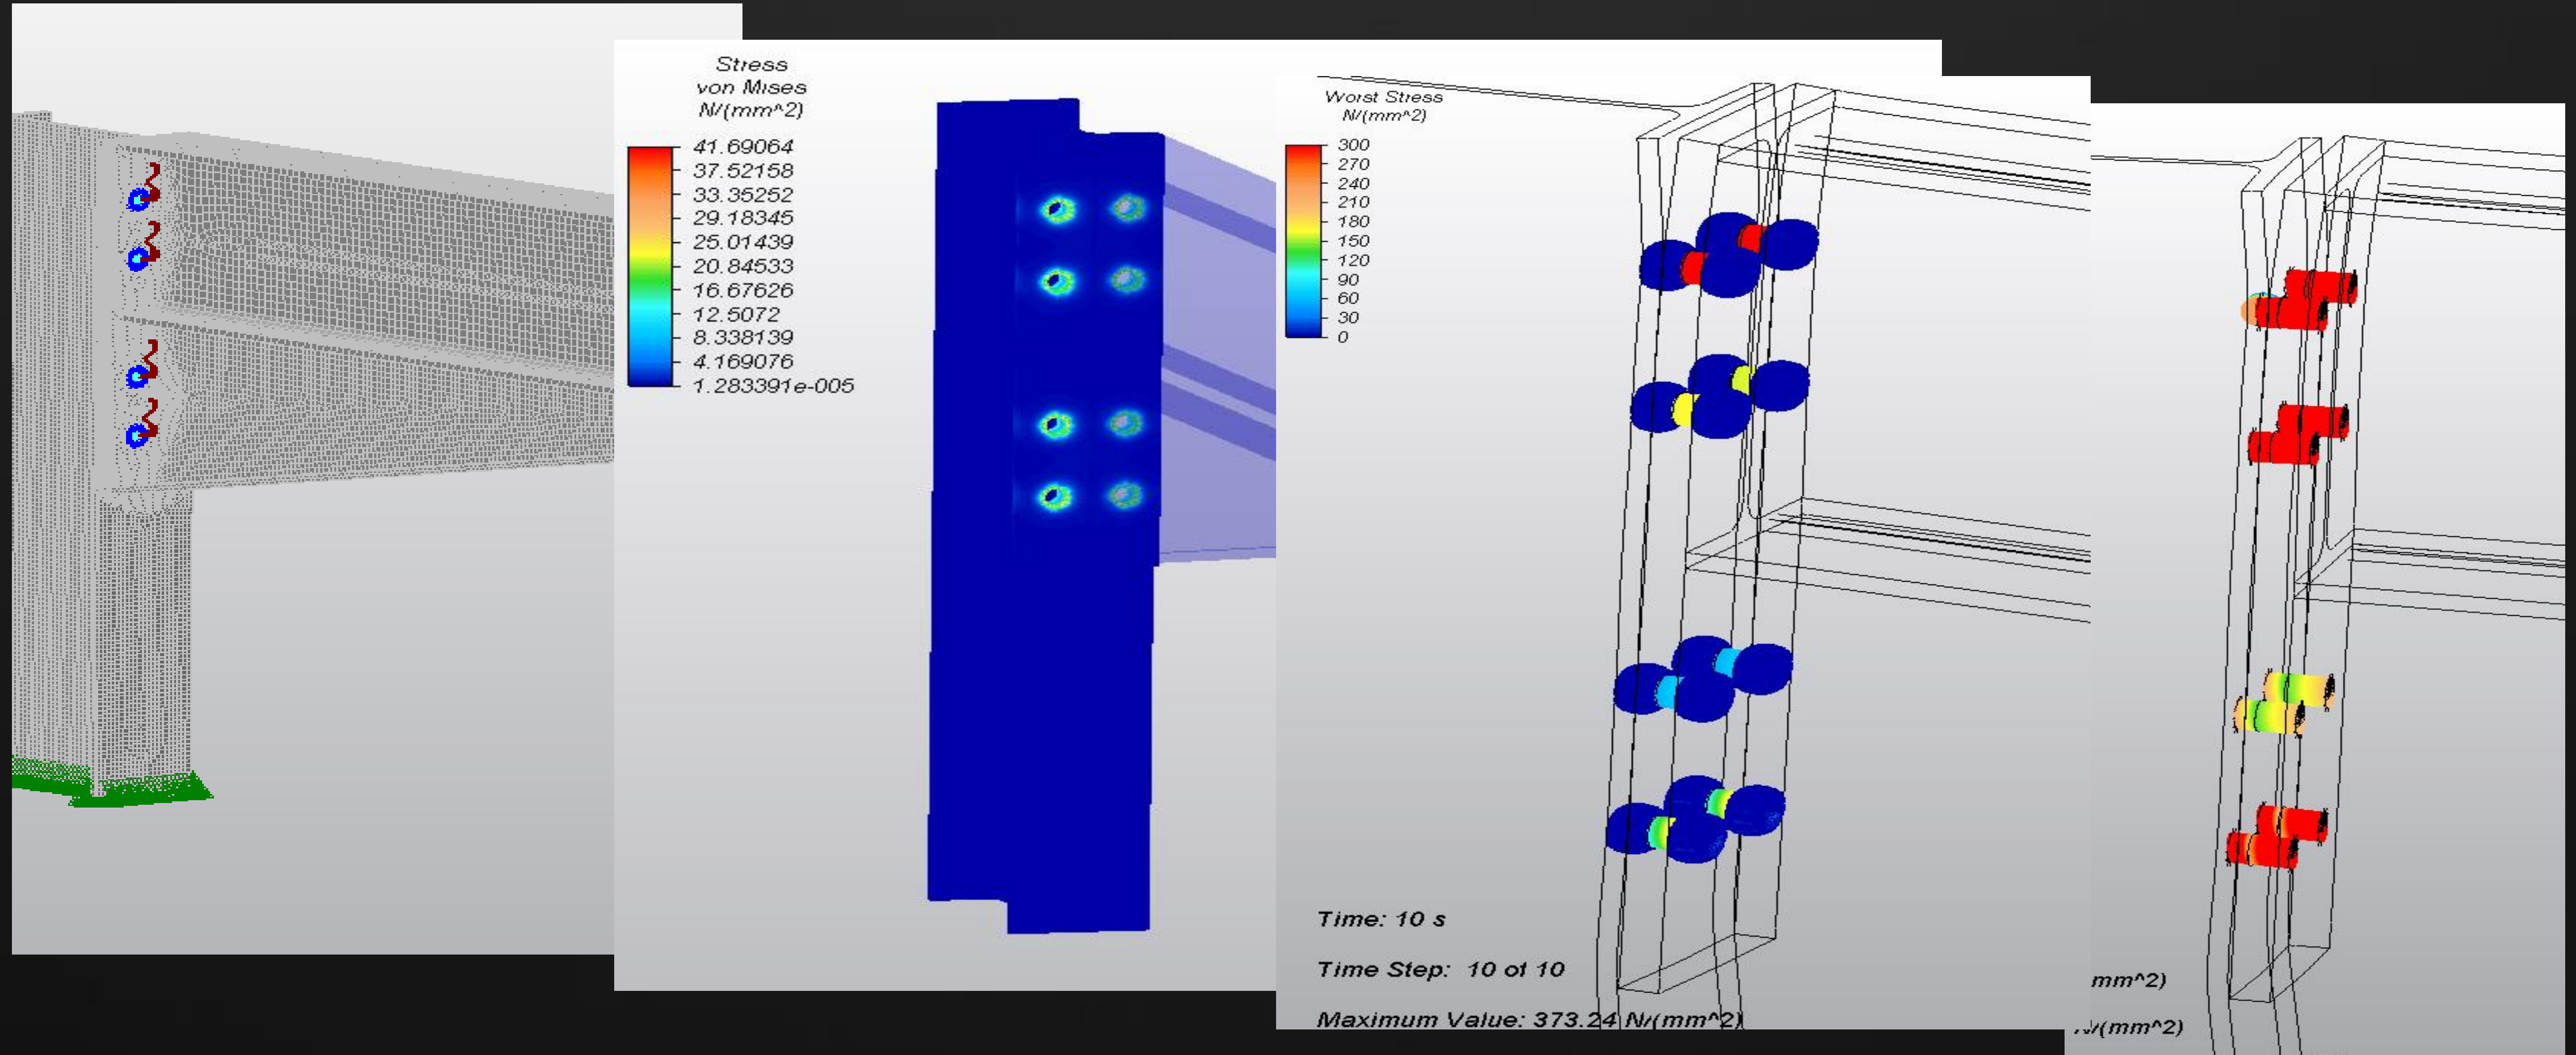 Stress
von Mises
N/(mm^2)
41.69064
37.52158
33.35252
29.18345
25.01439
20.84533
16.67626
12.5072
8.338139
4.169076
1.283391e-005
Worst Stress
N/(mm^2)
300
270
240
210
180
150
120
90
60
30
0
Time: 10 s
Time Step: 10 of 10
Maximum Value: 373.24 N/(mm^2)
mm^2)
/(mm^2)